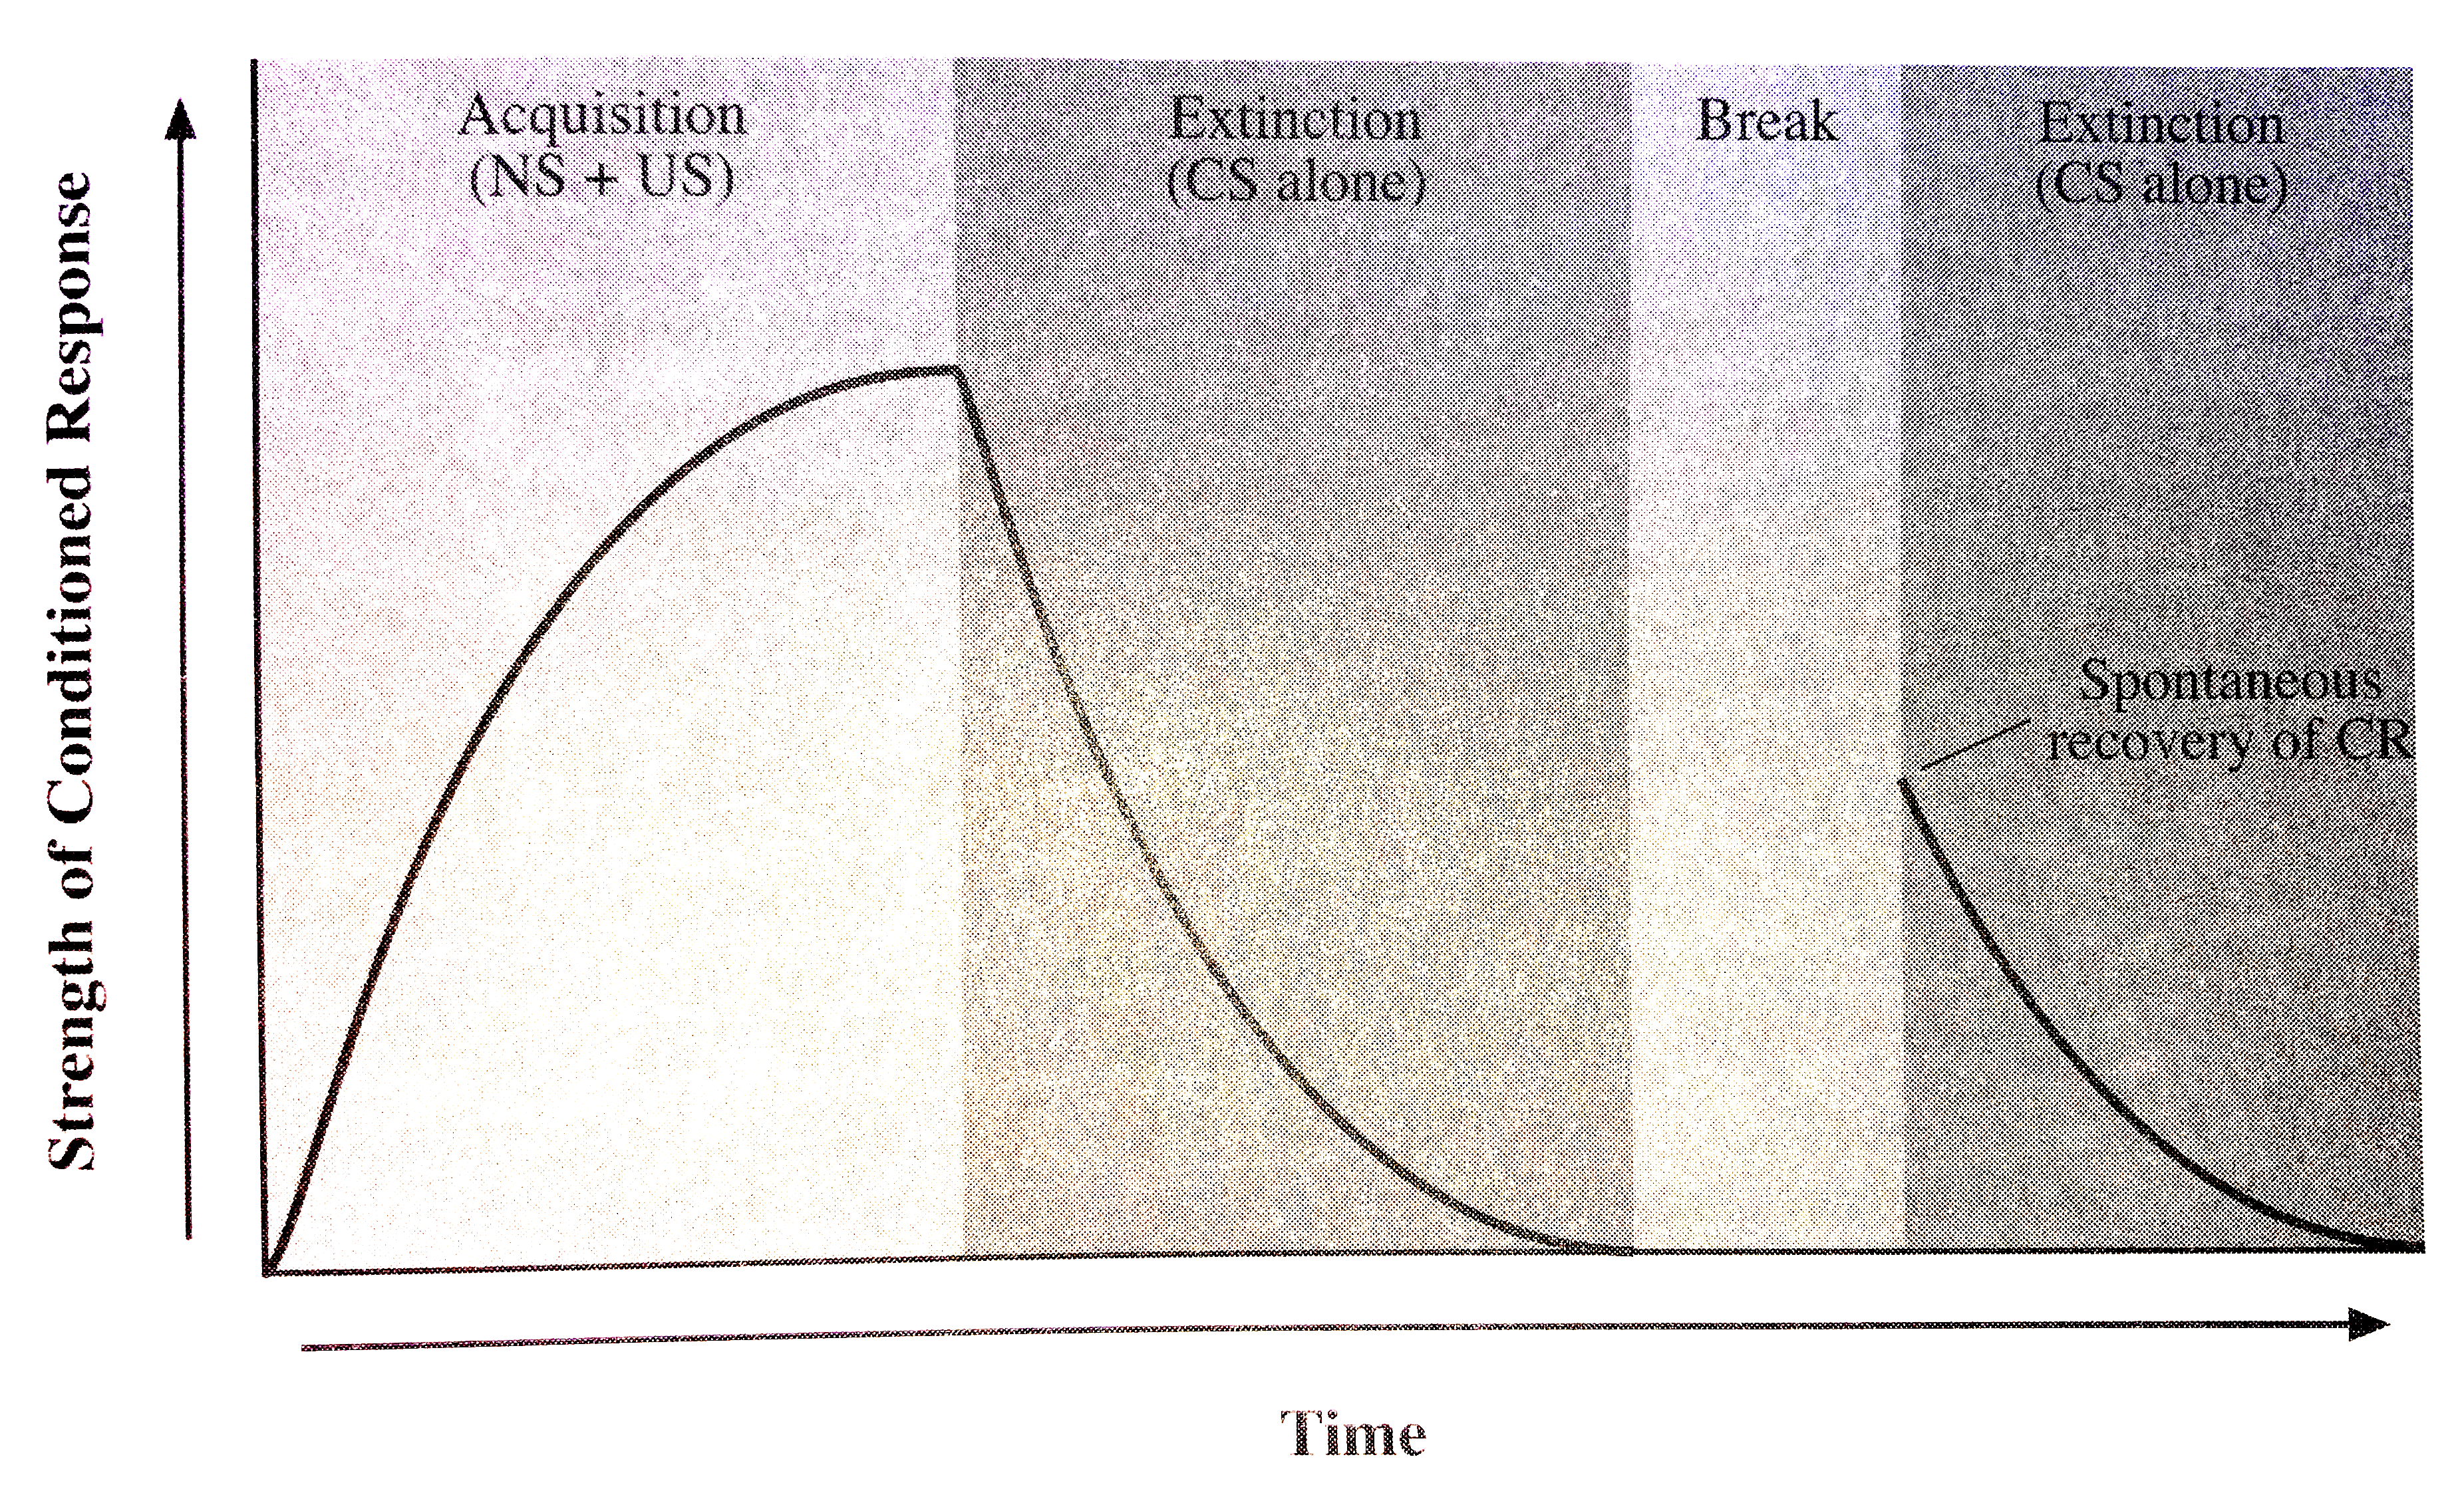 Strength of Conditioned Response
Acquisition
(NS + US)
Extinction
(CS alone)
Break
Extinction
(CS alone)
Spontaneous
recovery of CR
Time